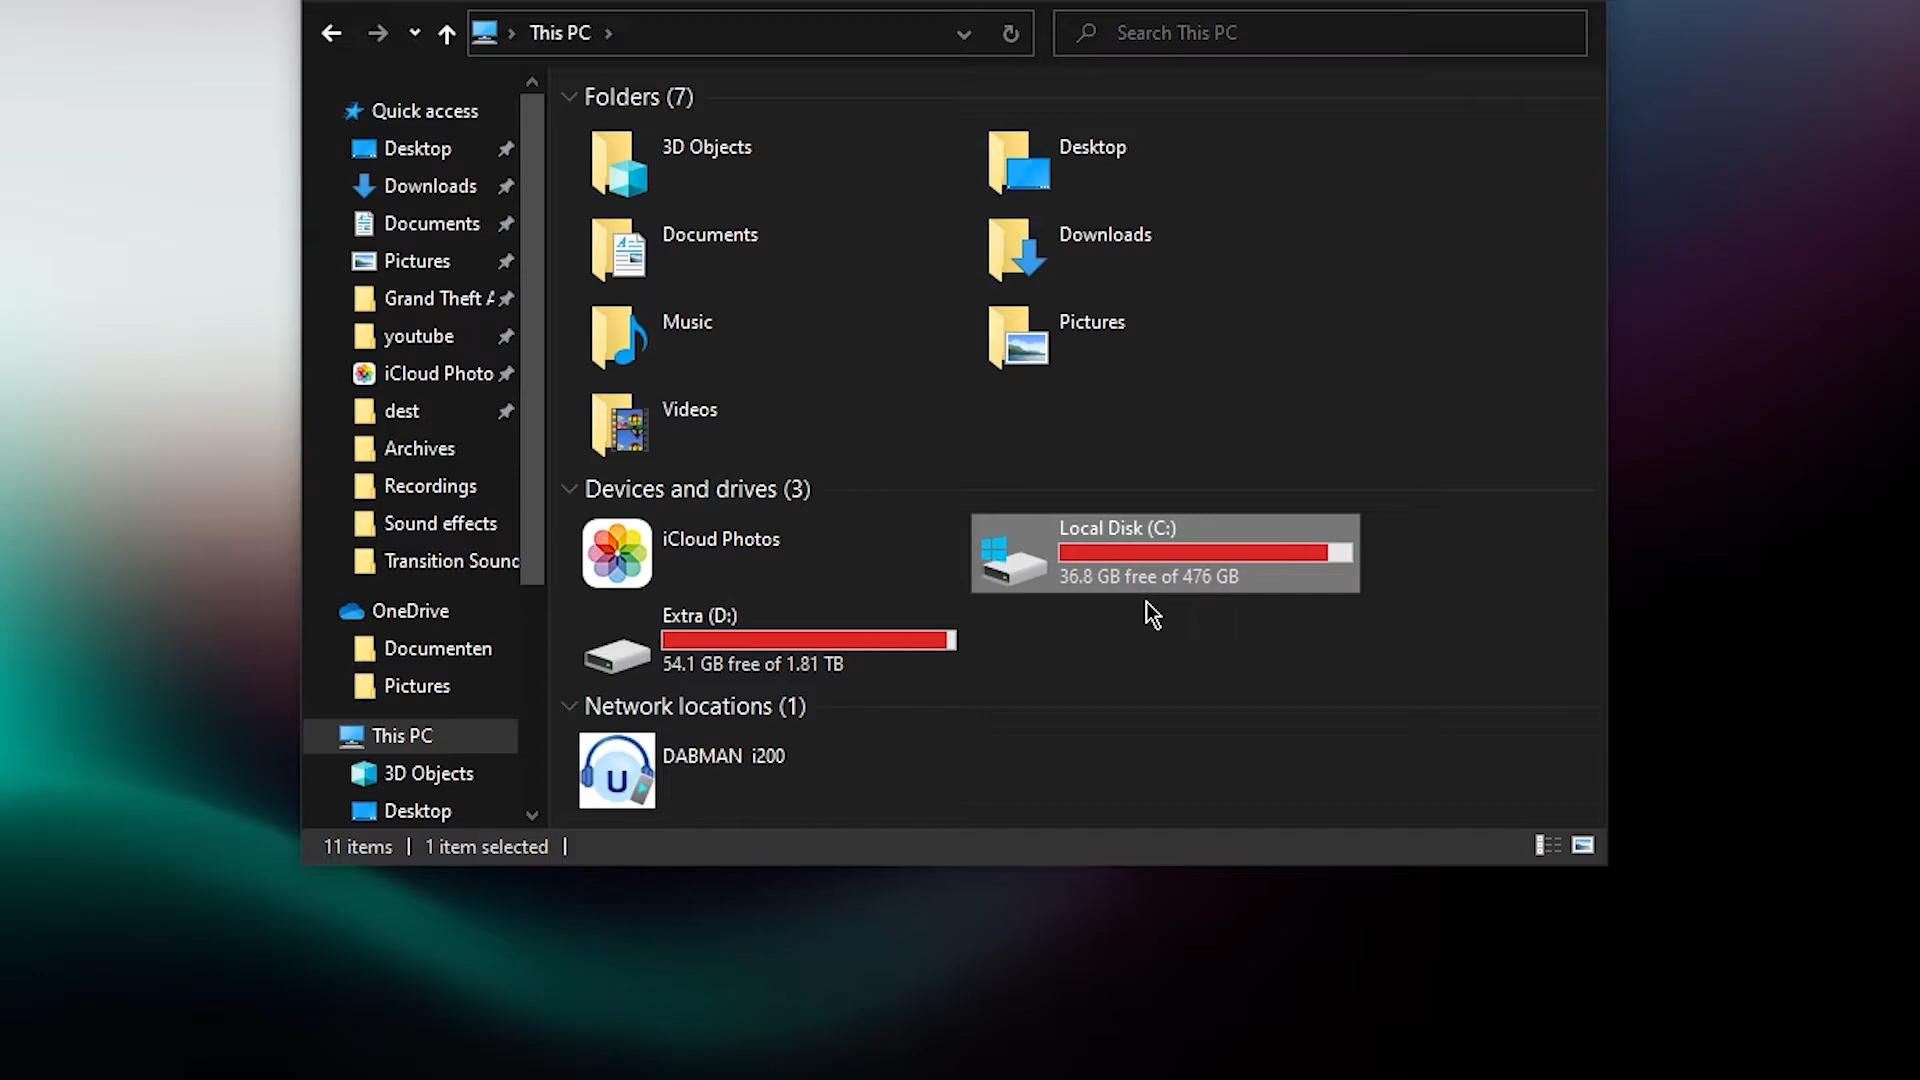 This PC
Search This PC
Quick access
Desktop
Downloads
Documents
Pictures
Grand Theft A
youtube
iCloud Photo
dest
Archives
Recordings
Sound effects
Transition Sound
OneDrive
Documenten
Pictures
This PC
3D Objects
Desktop
Folders (7)
3D Objects
Desktop
Documents
Downloads
Music
Pictures
Videos
Devices and drives (3)
iCloud Photos
Local Disk (C:)
36.8 GB free of 476 GB
Extra (D:)
54.1 GB free of 1.81 TB
Network locations (1)
U
DABMAN i200
11 items
1 item selected